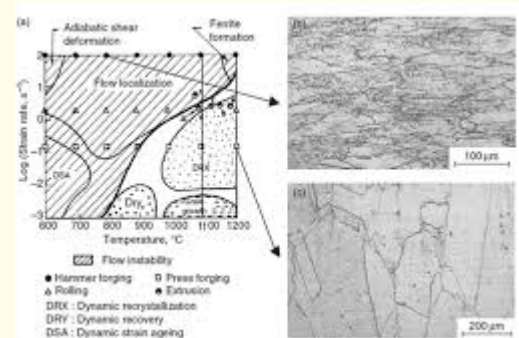 (a)
Adiabatic shear
deformation
Ferrite
formation
Flow localization
DRX
DSA
Dry
Log (Strain rate, s⁻¹)
2
1
0
-1
-2
-3
600
700
800
900
1000
1100
1200
Temperature, °C
Flow instability
Hammer forging
Press forging
Rolling
Extrusion
DRX : Dynamic recrystallization
DRY : Dynamic recovery
DSA : Dynamic strain ageing
(b)
100 μm
(c)
200 μm